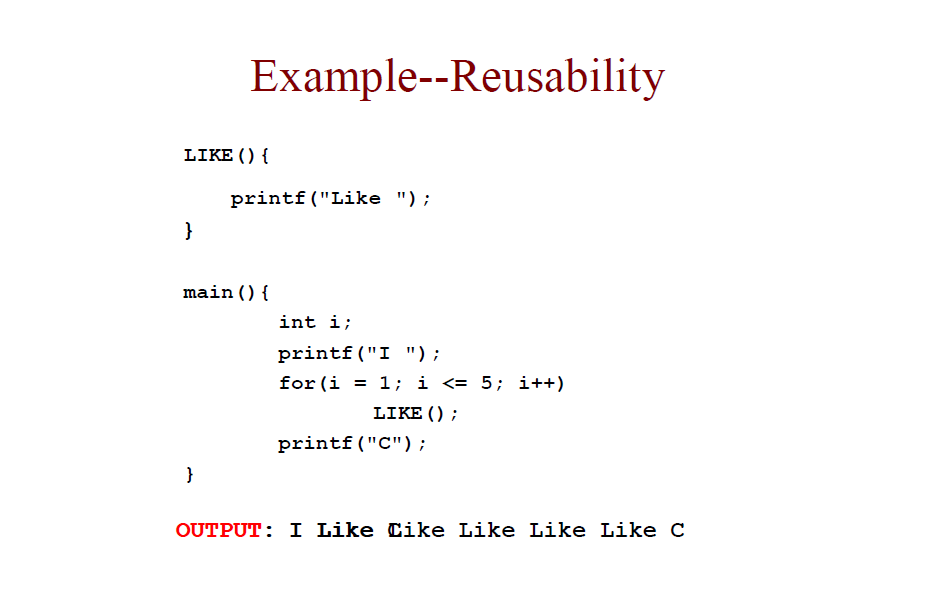 Example--Reusability
LIKE(){
printf("Like ");
}
main(){
int i;
printf("I ");
for(i = 1; i <= 5; i++)
LIKE();
printf("C");
}
OUTPUT: I Like Like Like Like Like C